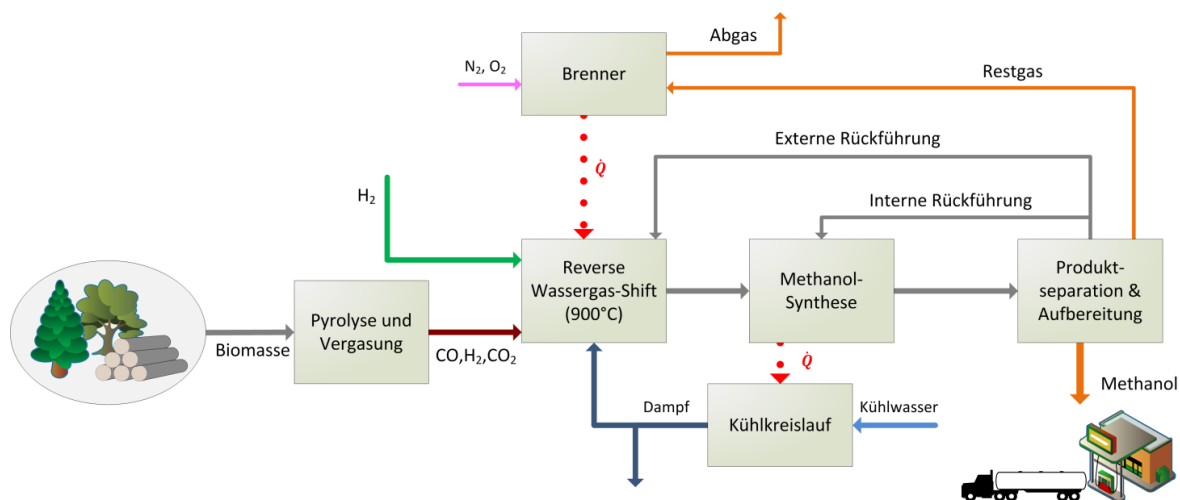 Abgas
N₂, O₂
Brenner
Restgas
Externe Rückführung
Q̇
H₂
Interne Rückführung
Reverse
Wassergas-Shift
(900°C)
Methanol-
Synthese
Produkt-
separation &
Aufbereitung
Pyrolyse und
Vergasung
Biomasse
CO,H₂,CO₂
Q̇
Methanol
Dampf
Kühlkreislauf
Kühlwasser